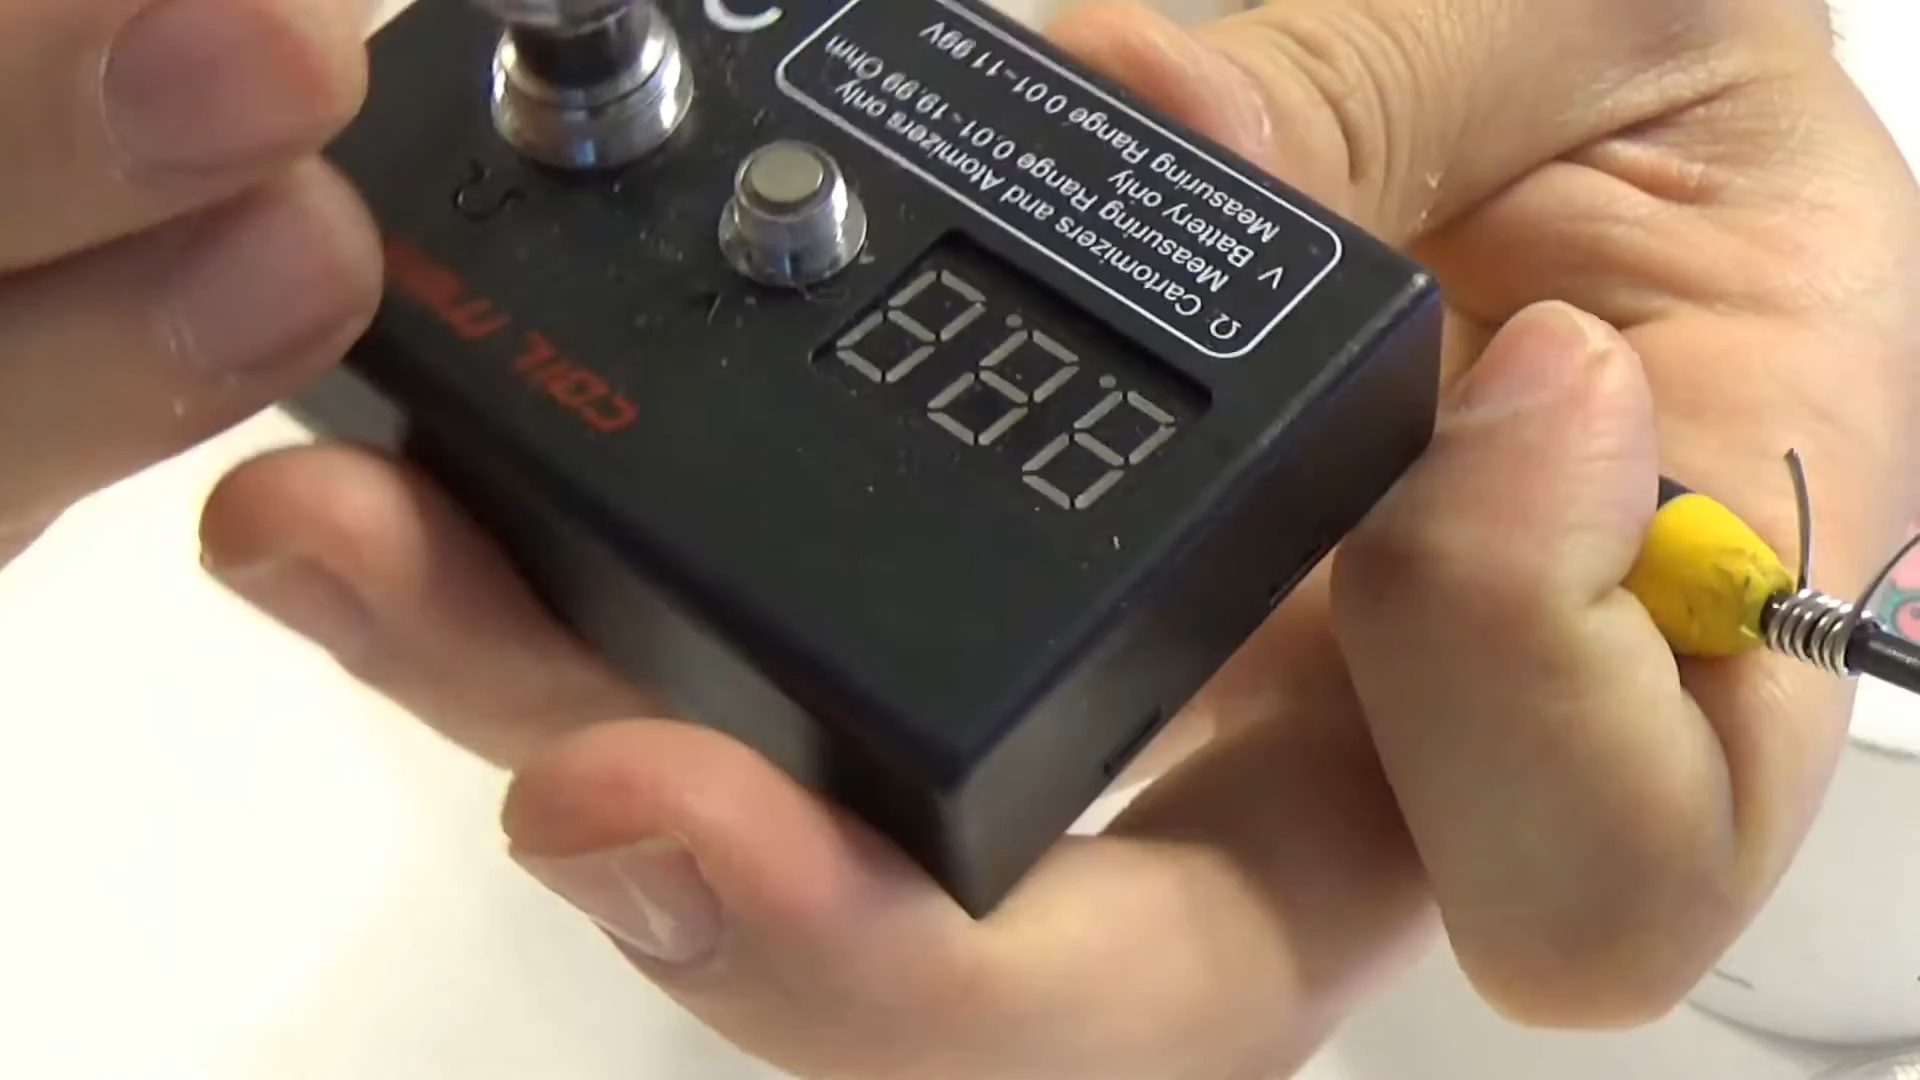 Ω Cartomizers and Atomizers only
Measuring Range 0.01~19.99 Ohm
V Battery only
Measuring Range 0.01~11.99V
COIL
Ω